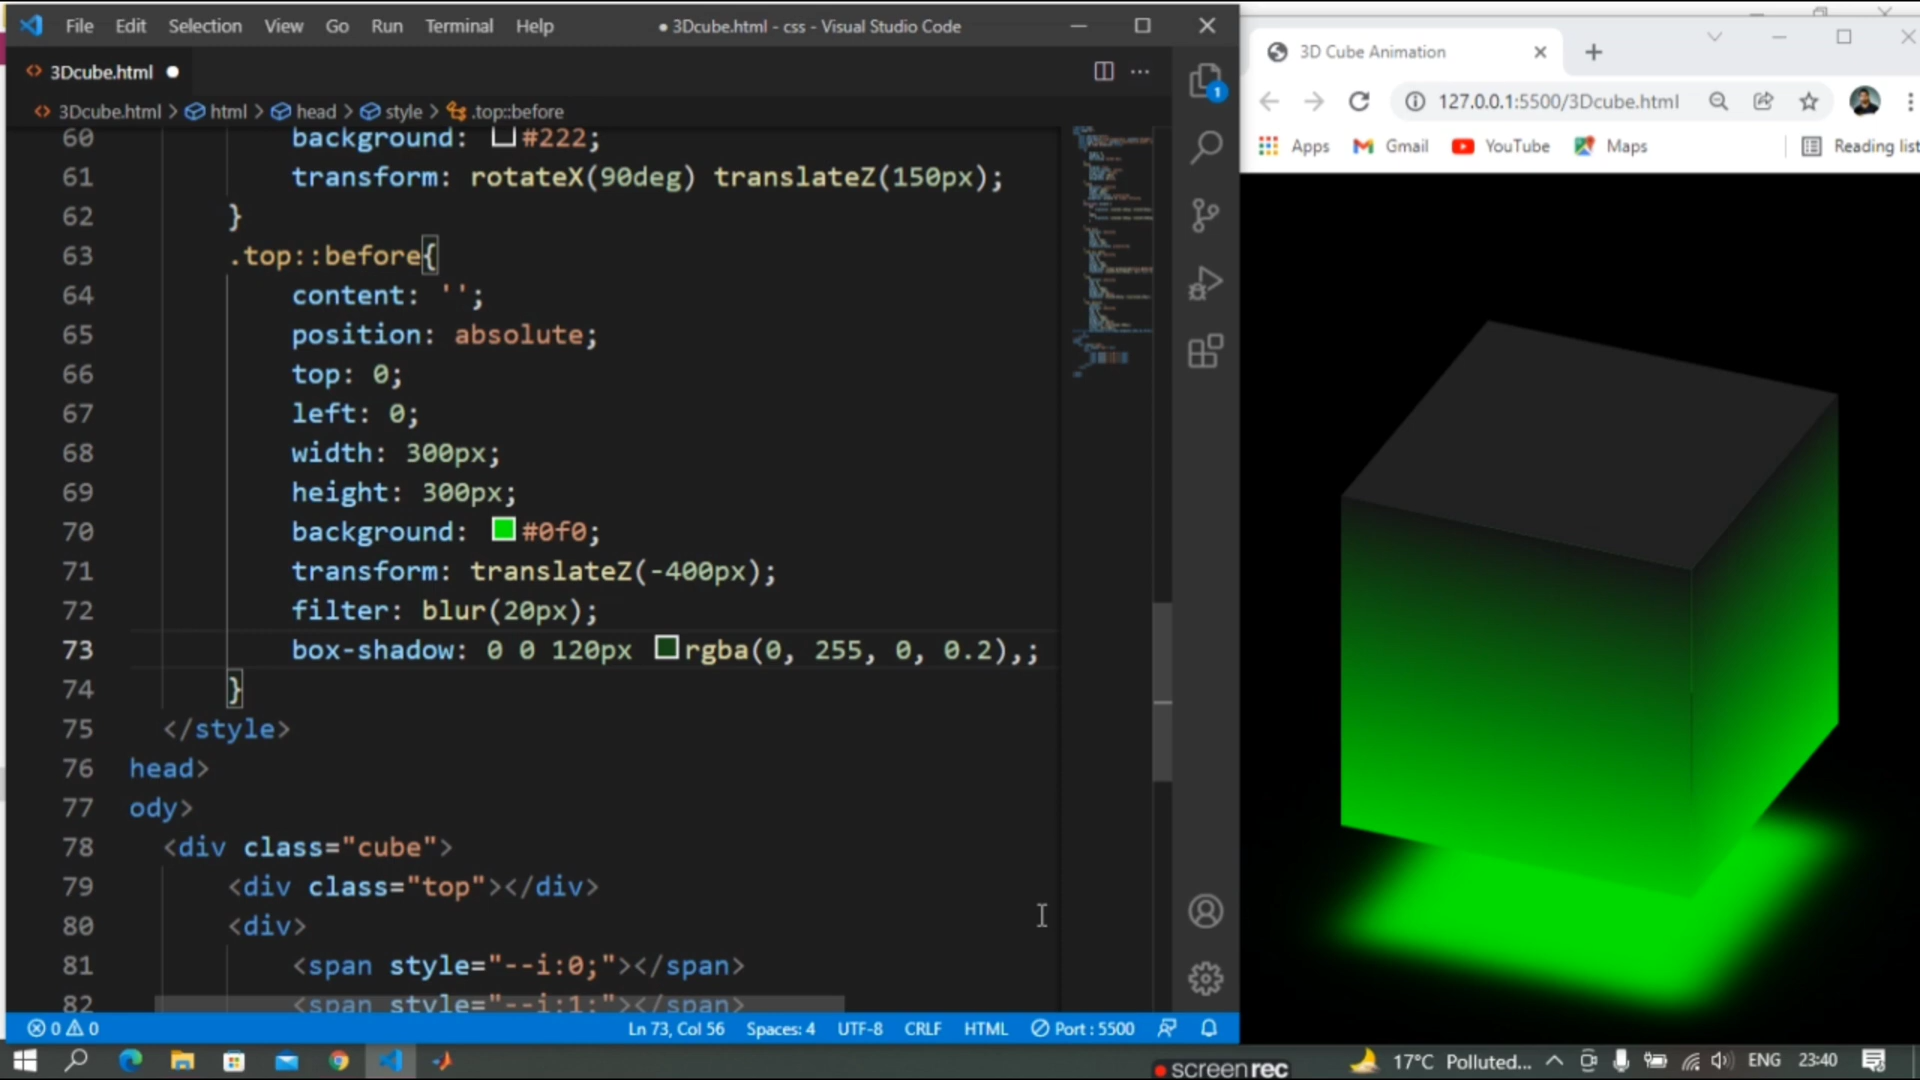 File Edit Selection View Go Run Terminal Help
● 3Dcube.html - css - Visual Studio Code
3Dcube.html ●
3Dcube.html > html > head > style > .top::before
60 background: #222;
61 transform: rotateX(90deg) translateZ(150px);
62 }
63 .top::before{
64 content: '';
65 position: absolute;
66 top: 0;
67 left: 0;
68 width: 300px;
69 height: 300px;
70 background: #0f0;
71 transform: translateZ(-400px);
72 filter: blur(20px);
73 box-shadow: 0 0 120px rgba(0, 255, 0, 0.2),;
74 }
75 </style>
76 head>
77 ody>
78 <div class="cube">
79 <div class="top"></div>
80 <div>
81 <span style="--i:0;"></span>
82 <span style="--i:1;"></span>
1
0 0 Ln 73, Col 56 Spaces: 4 UTF-8 CRLF HTML Port : 5500
3D Cube Animation
127.0.0.1:5500/3Dcube.html
Apps Gmail YouTube Maps Reading list
screenrec
17°C Polluted... ENG 23:40